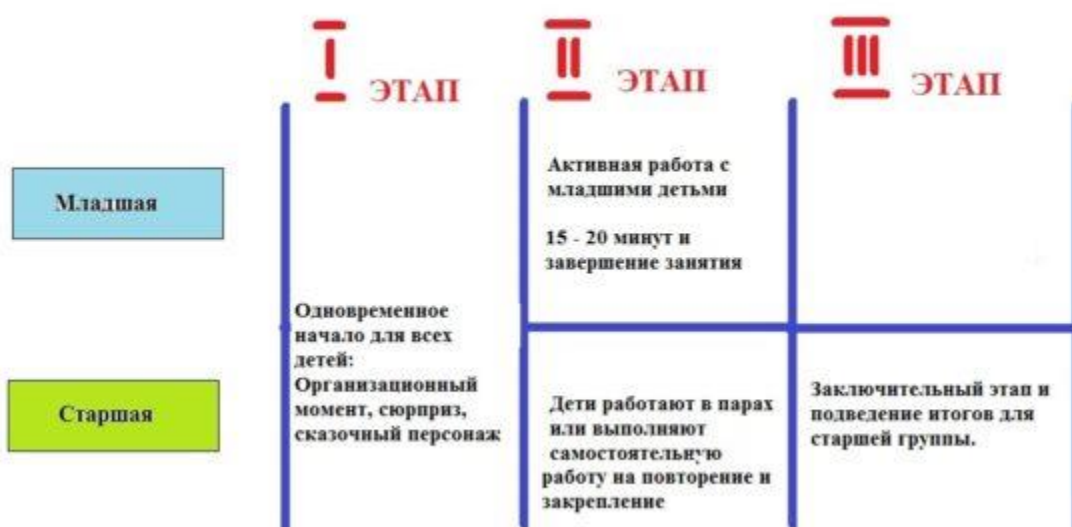 I ЭТАП
II ЭТАП
III ЭТАП
Младшая
Активная работа с
младшими детьми
15 - 20 минут и
завершение занятия
Одновременное
начало для всех
детей:
Организационный
момент, сюрприз,
сказочный персонаж
Старшая
Дети работают в парах
или выполняют
самостоятельную
работу на повторение и
закрепление
Заключительный этап и
подведение итогов для
старшей группы.